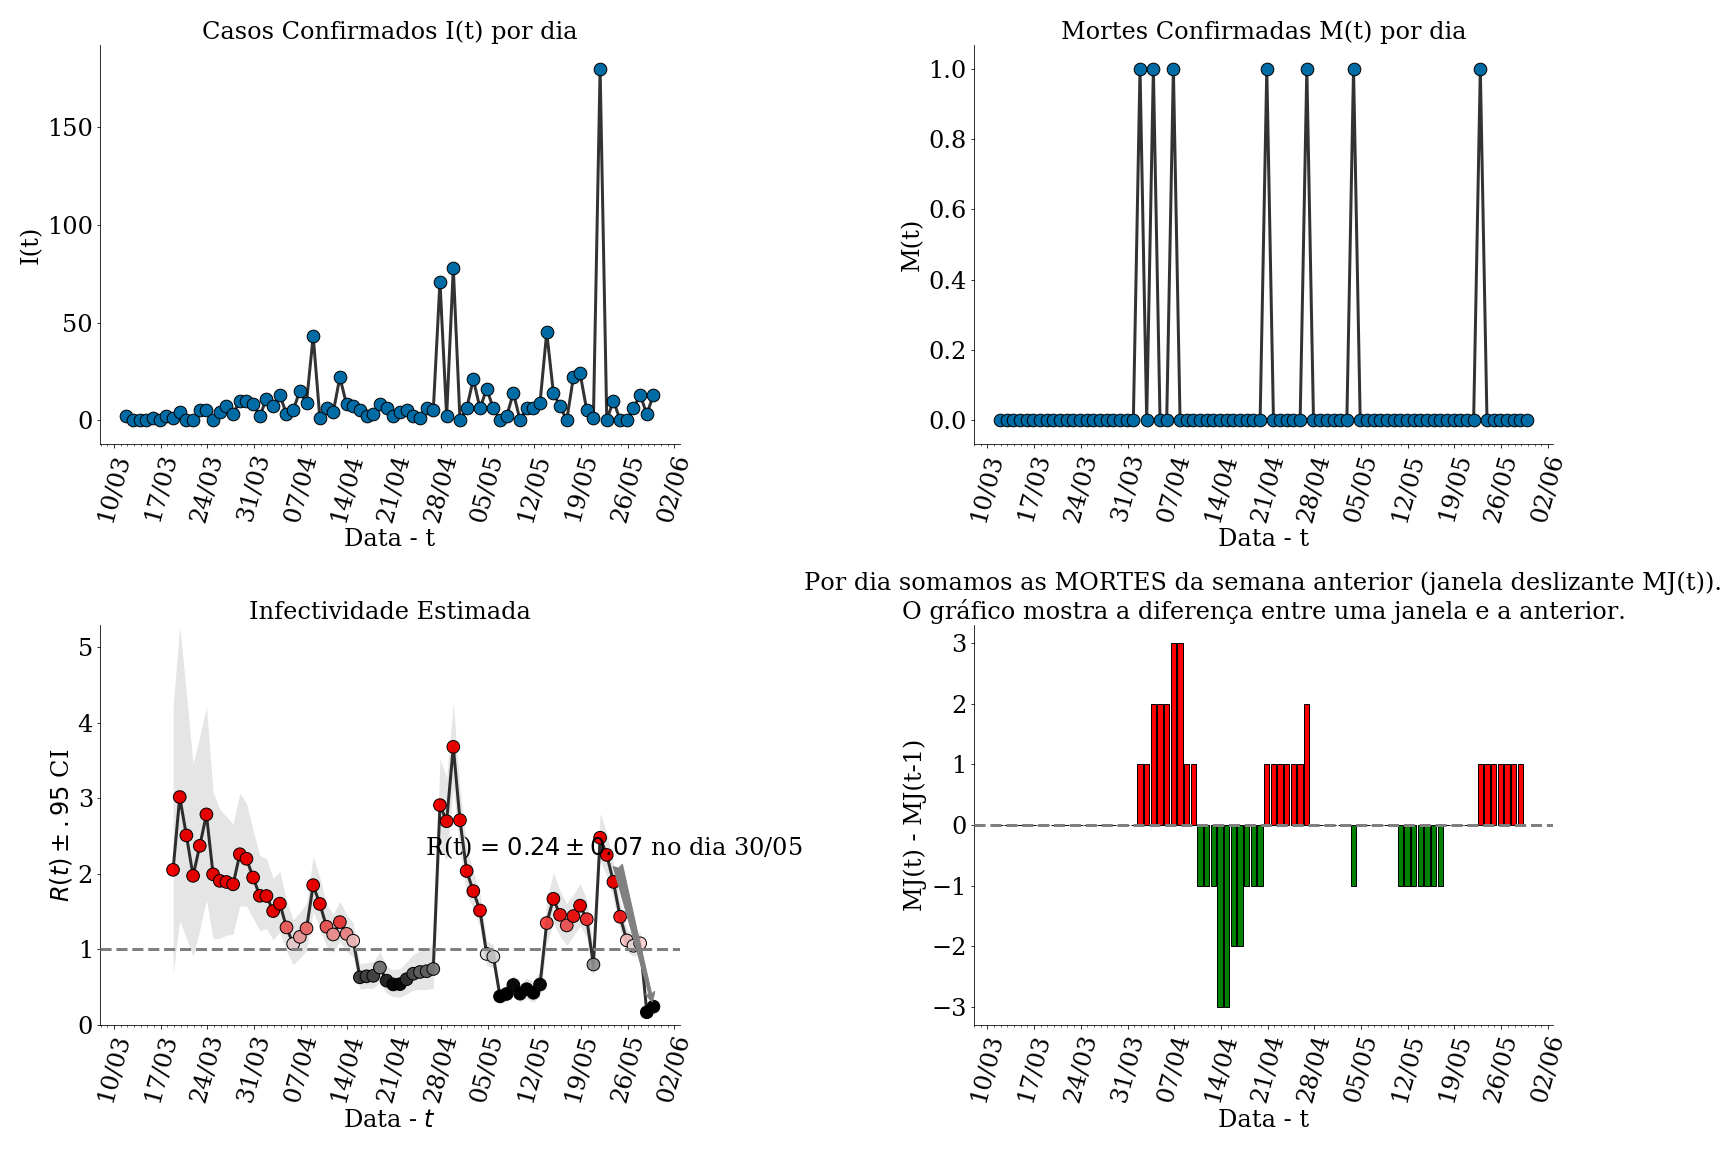 Casos Confirmados I(t) por dia
I(t)
150
100
50
0
10/03 17/03 24/03 31/03 07/04 14/04 21/04 28/04 05/05 12/05 19/05 26/05 02/06
Data - t
Mortes Confirmadas M(t) por dia
M(t)
1.0
0.8
0.6
0.4
0.2
0.0
10/03 17/03 24/03 31/03 07/04 14/04 21/04 28/04 05/05 12/05 19/05 26/05 02/06
Data - t
Infectividade Estimada
R(t) ± .95 CI
5
4
3
2
1
0
R(t) = 0.24 ± 0.07 no dia 30/05
10/03 17/03 24/03 31/03 07/04 14/04 21/04 28/04 05/05 12/05 19/05 26/05 02/06
Data - t
Por dia somamos as MORTES da semana anterior (janela deslizante MJ(t)).
O gráfico mostra a diferença entre uma janela e a anterior.
MJ(t) - MJ(t-1)
3
2
1
0
−1
−2
−3
10/03 17/03 24/03 31/03 07/04 14/04 21/04 28/04 05/05 12/05 19/05 26/05 02/06
Data - t